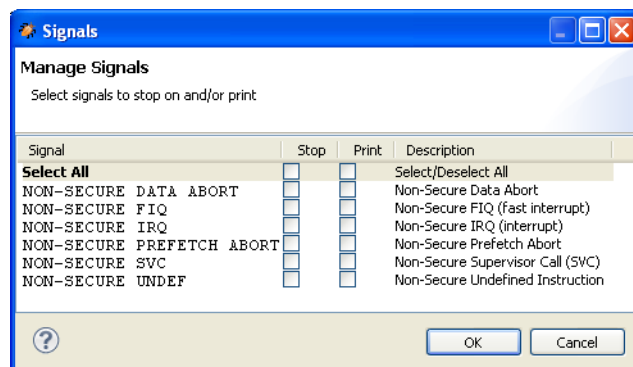 Signals
Manage Signals
Select signals to stop on and/or print
Signal Stop Print Description
Select All Select/Deselect All
NON-SECURE DATA ABORT Non-Secure Data Abort
NON-SECURE FIQ Non-Secure FIQ (fast interrupt)
NON-SECURE IRQ Non-Secure IRQ (interrupt)
NON-SECURE PREFETCH ABORT Non-Secure Prefetch Abort
NON-SECURE SVC Non-Secure Supervisor Call (SVC)
NON-SECURE UNDEF Non-Secure Undefined Instruction
? OK Cancel